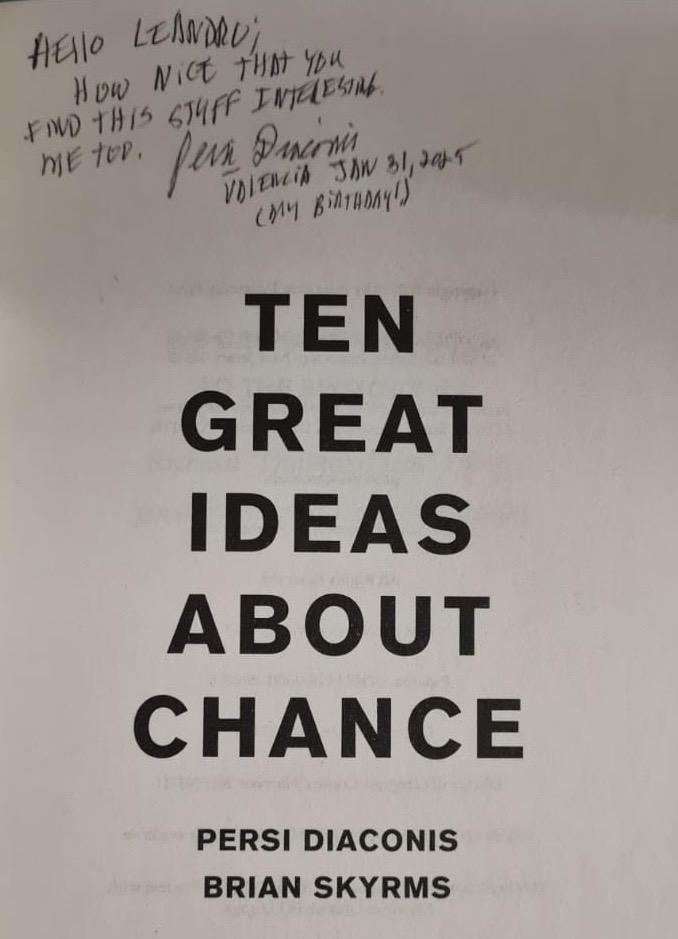 HELLO LEANDRO;
HOW NICE THAT YOU
FIND THIS STUFF INTERESTING.
ME TOO. Persi Diaconis
VALENCIA JAN 31, 2025
(MY BIRTHDAY!)
TEN
GREAT
IDEAS
ABOUT
CHANCE
PERSI DIACONIS
BRIAN SKYRMS